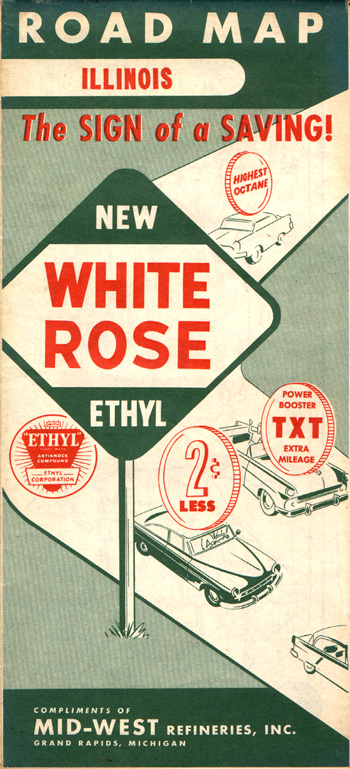 ROAD MAP
ILLINOIS
The SIGN of a SAVING!
HIGHEST
OCTANE
NEW
WHITE
ROSE
ETHYL
POWER
BOOSTER
TXT
EXTRA
MILEAGE
"ETHYL"
ANTIKNOCK
COMPOUND
ETHYL
CORPORATION
2¢
LESS
COMPLIMENTS OF
MID-WEST REFINERIES, INC.
GRAND RAPIDS, MICHIGAN